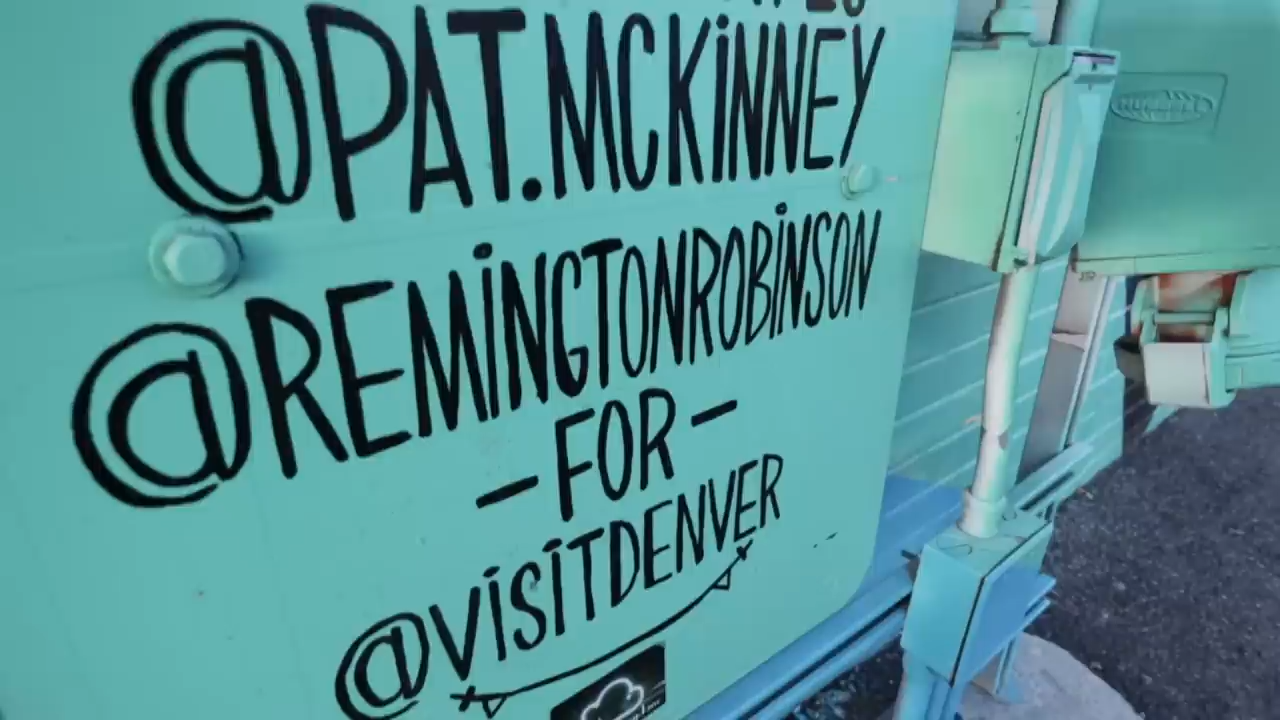 @PAT.MCKiNNEY
@REMiNGTONROBiNSON
- FOR -
@ViSiTDENVER